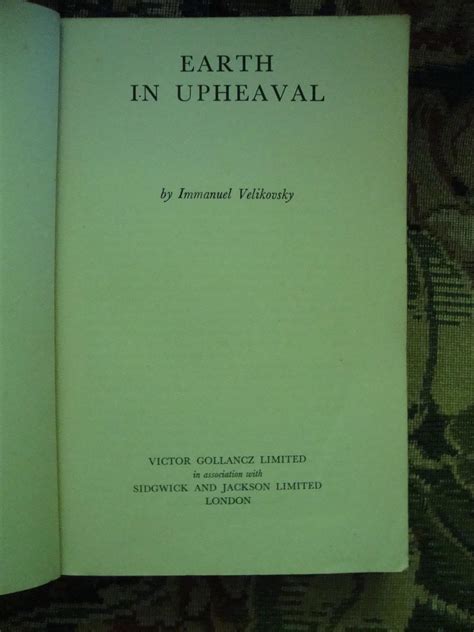 EARTH
IN UPHEAVAL
by Immanuel Velikovsky
VICTOR GOLLANCZ LIMITED
in association with
SIDGWICK AND JACKSON LIMITED
LONDON